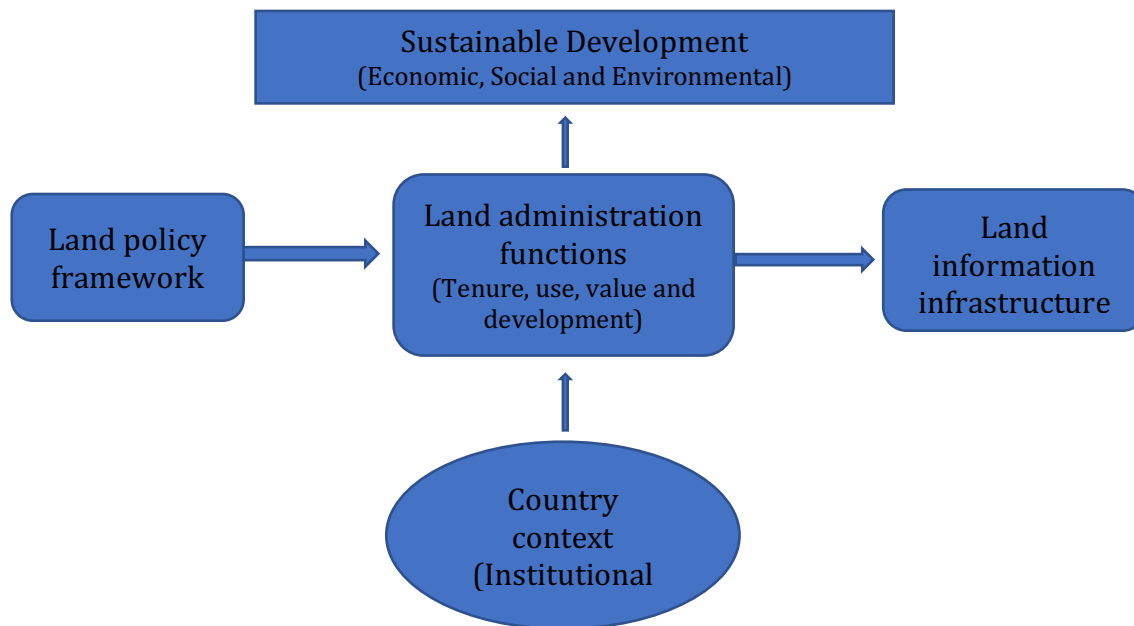 Sustainable Development
(Economic, Social and Environmental)
Land policy
framework
Land administration
functions
(Tenure, use, value and
development)
Land
information
infrastructure
Country
context
(Institutional